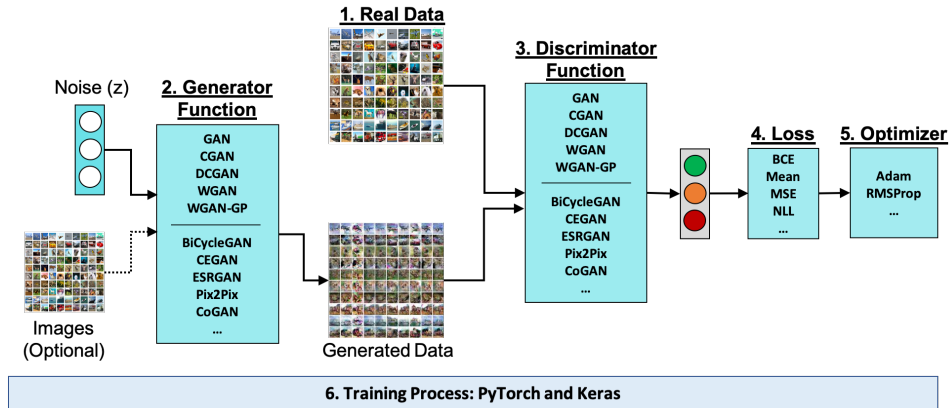 1. Real Data
3. Discriminator
Function
Noise (z)
2. Generator
Function
GAN
CGAN
DCGAN
WGAN
WGAN-GP
BiCycleGAN
CEGAN
ESRGAN
Pix2Pix
CoGAN
...
Images
(Optional)
Generated Data
GAN
CGAN
DCGAN
WGAN
WGAN-GP
BiCycleGAN
CEGAN
ESRGAN
Pix2Pix
CoGAN
...
4. Loss
BCE
Mean
MSE
NLL
...
5. Optimizer
Adam
RMSProp
...
6. Training Process: PyTorch and Keras